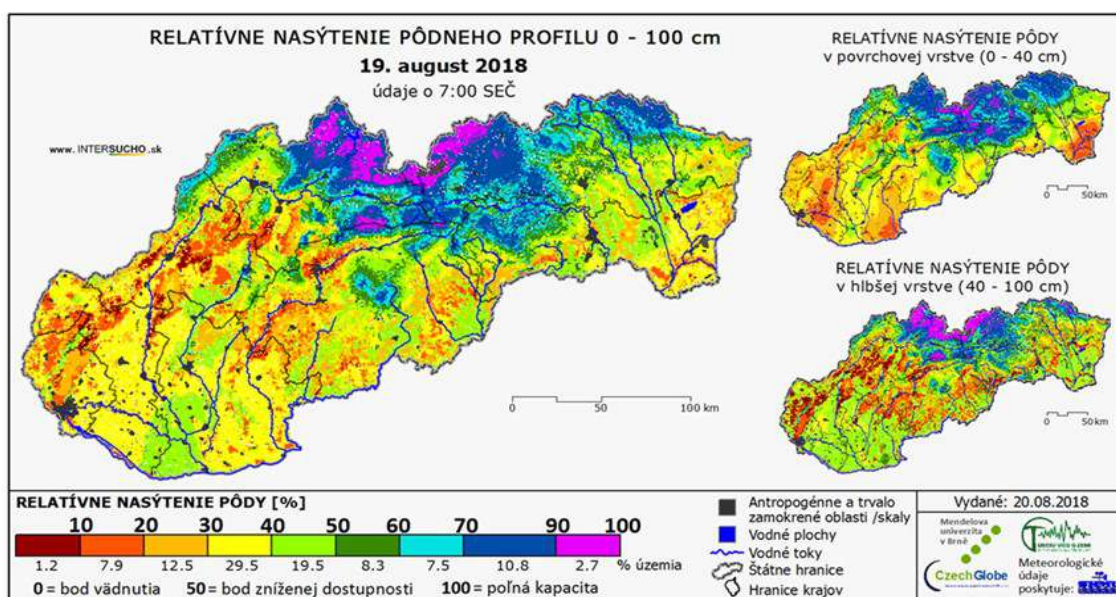 RELATÍVNE NASÝTENIE PÔDNEHO PROFILU 0 - 100 cm
19. august 2018
údaje o 7:00 SEČ
www.INTERSUCHO.sk
0 50 100 km
RELATÍVNE NASÝTENIE PÔDY
v povrchovej vrstve (0 - 40 cm)
0 50 km
RELATÍVNE NASÝTENIE PÔDY
v hlbšej vrstve (40 - 100 cm)
0 50 km
RELATÍVNE NASÝTENIE PÔDY [%]
10 20 30 40 50 60 70 90 100
1.2 7.9 12.5 29.5 19.5 8.3 7.5 10.8 2.7 % územia
0 = bod vädnutia 50 = bod zníženej dostupnosti 100 = poľná kapacita
Antropogénne a trvalo
zamokrené oblasti /skaly
Vodné plochy
Vodné toky
Štátne hranice
Hranice krajov
Vydané: 20.08.2018
Mendelova
univerzita
v Brně
CzechGlobe
Meteorologické
údaje
poskytuje: